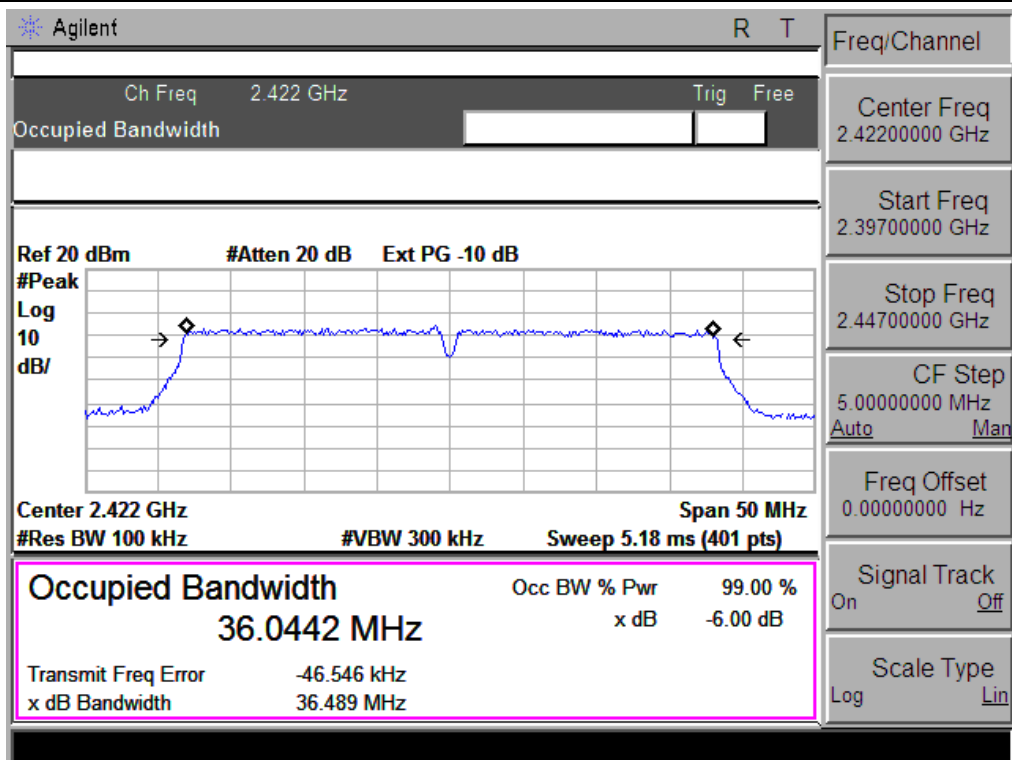 Agilent R T
Ch Freq 2.422 GHz Trig Free
Occupied Bandwidth
Ref 20 dBm #Atten 20 dB Ext PG -10 dB
#Peak
Log
10
dB/
Center 2.422 GHz Span 50 MHz
#Res BW 100 kHz #VBW 300 kHz Sweep 5.18 ms (401 pts)
Occupied Bandwidth Occ BW % Pwr 99.00 %
36.0442 MHz x dB -6.00 dB
Transmit Freq Error -46.546 kHz
x dB Bandwidth 36.489 MHz
Freq/Channel
Center Freq
2.42200000 GHz
Start Freq
2.39700000 GHz
Stop Freq
2.44700000 GHz
CF Step
5.00000000 MHz
Auto Man
Freq Offset
0.00000000 Hz
Signal Track
On Off
Scale Type
Log Lin